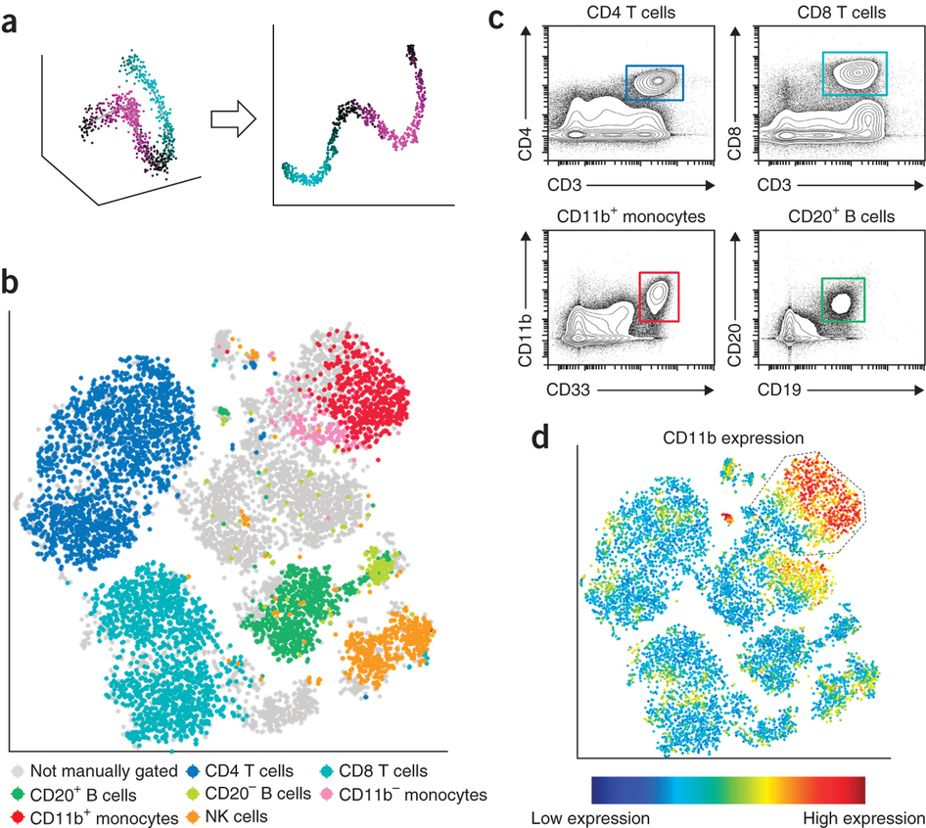 a
c
CD4 T cells
CD8 T cells
CD4
CD3
CD8
CD3
CD11b⁺ monocytes
CD20⁺ B cells
CD11b
CD33
CD20
CD19
b
d
CD11b expression
Not manually gated
CD4 T cells
CD8 T cells
CD20⁺ B cells
CD20⁻ B cells
CD11b⁻ monocytes
CD11b⁺ monocytes
NK cells
Low expression
High expression